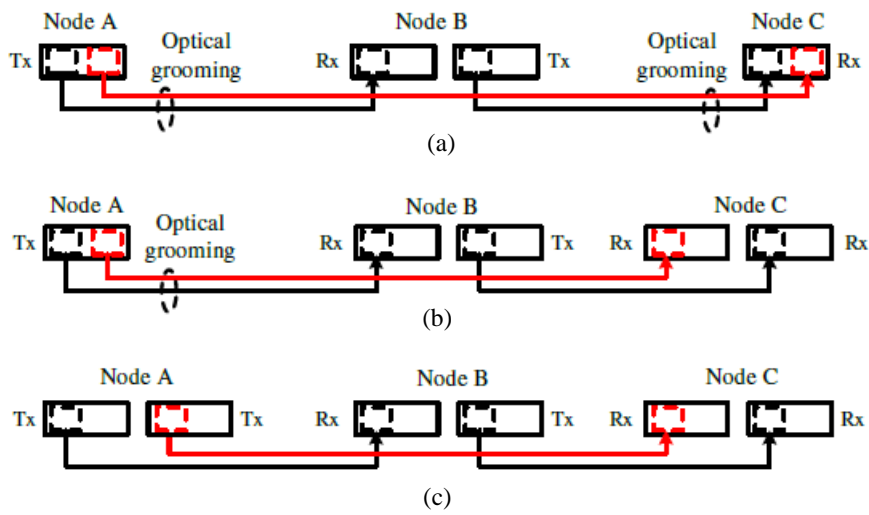 Node A
Node B
Node C
Tx
Optical
grooming
Rx
Tx
Optical
grooming
Rx
(a)
Node A
Node B
Node C
Tx
Optical
grooming
Rx
Tx
Rx
Rx
(b)
Node A
Node B
Node C
Tx
Tx
Rx
Tx
Rx
Rx
(c)